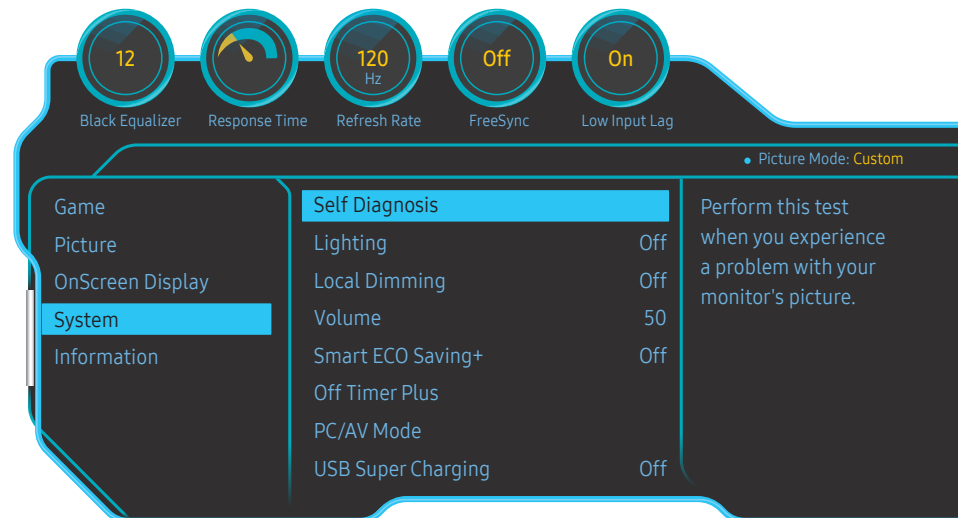 12
120
Hz
Off
On
Black Equalizer
Response Time
Refresh Rate
FreeSync
Low Input Lag
Picture Mode: Custom
Game
Picture
OnScreen Display
System
Information
Self Diagnosis
Lighting Off
Local Dimming Off
Volume 50
Smart ECO Saving+ Off
Off Timer Plus
PC/AV Mode
USB Super Charging Off
Perform this test
when you experience
a problem with your
monitor's picture.